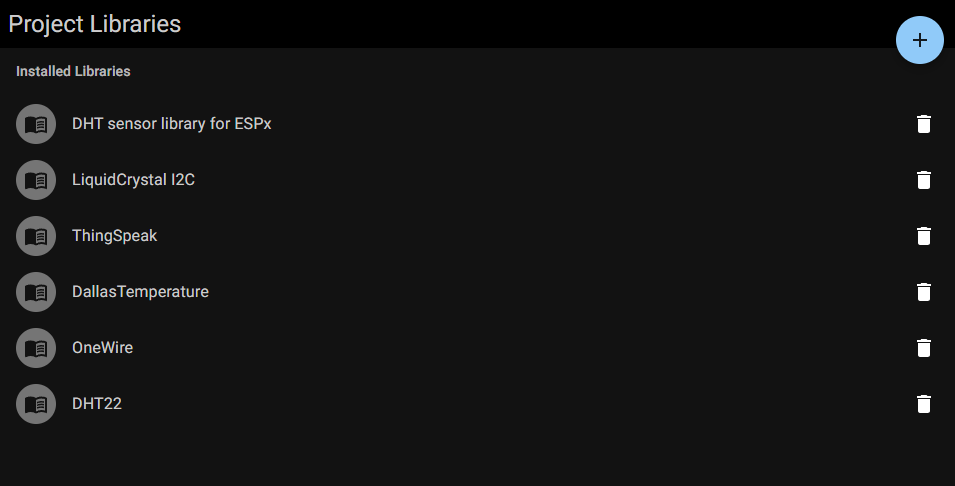 Project Libraries
Installed Libraries
DHT sensor library for ESPx
LiquidCrystal I2C
ThingSpeak
DallasTemperature
OneWire
DHT22